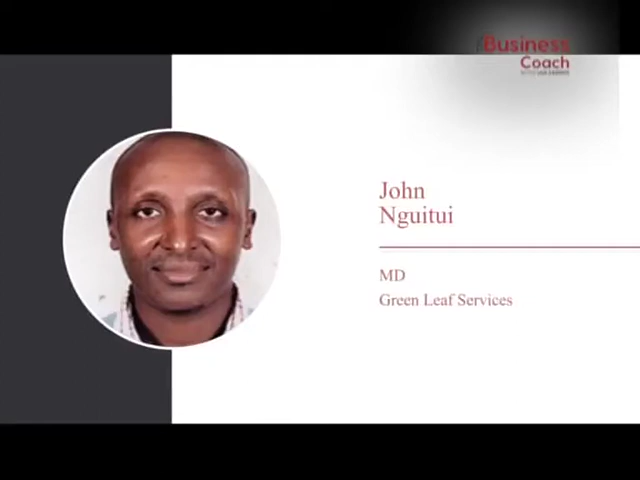 Business
Coach
John
Nguitui
MD
Green Leaf Services